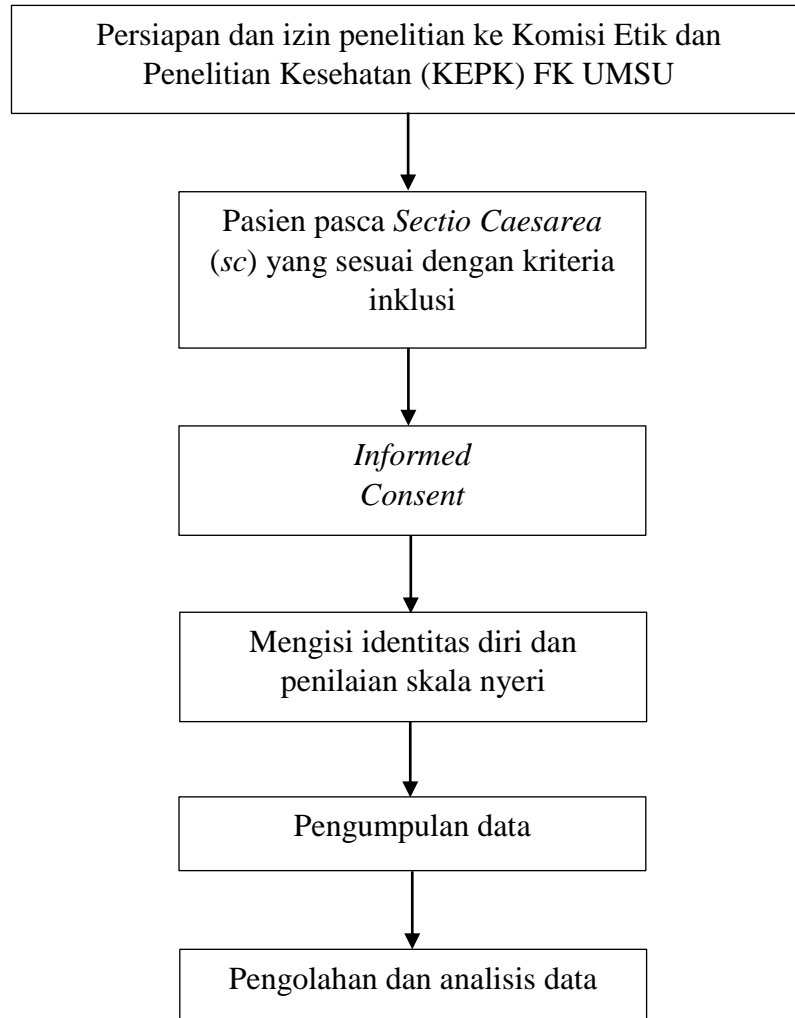 Persiapan dan izin penelitian ke Komisi Etik dan
Penelitian Kesehatan (KEPK) FK UMSU
Pasien pasca Sectio Caesarea
(sc) yang sesuai dengan kriteria
inklusi
Informed
Consent
Mengisi identitas diri dan
penilaian skala nyeri
Pengumpulan data
Pengolahan dan analisis data